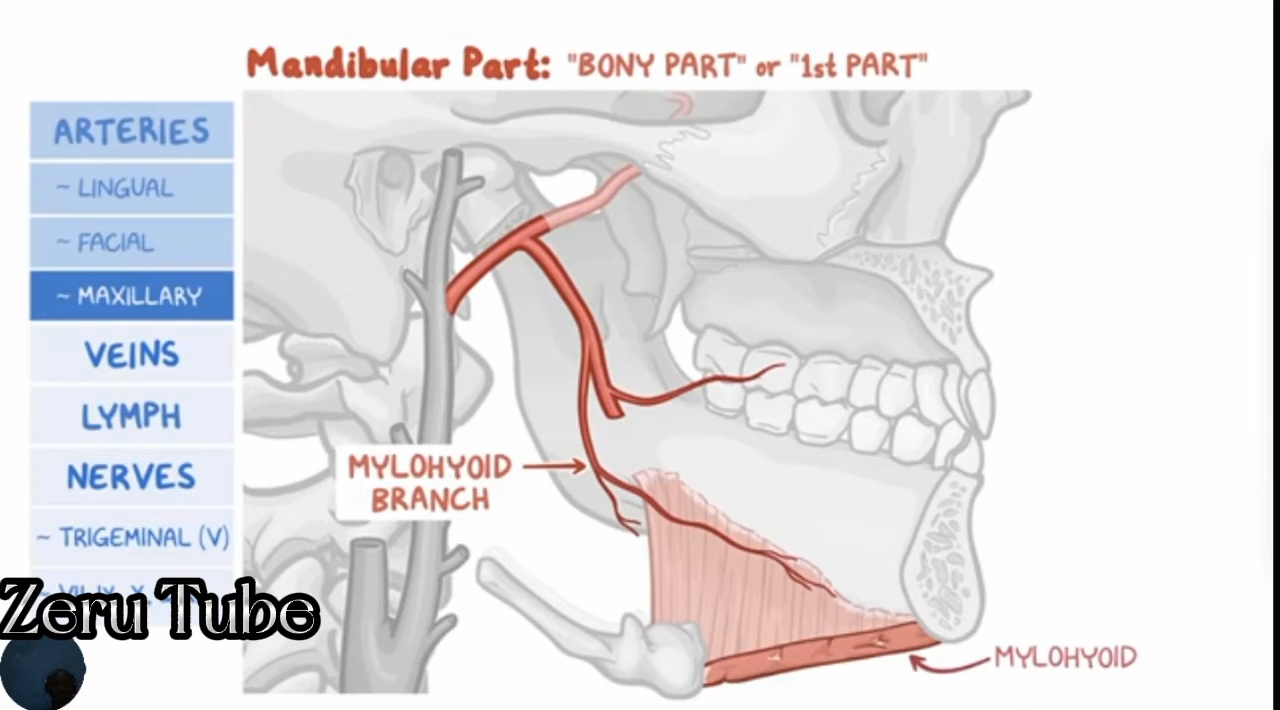 Mandibular Part: "BONY PART" or "1st PART"
ARTERIES
~ LINGUAL
~ FACIAL
~ MAXILLARY
VEINS
LYMPH
NERVES
~ TRIGEMINAL (V)
Zeru Tube
MYLOHYOID
BRANCH
MYLOHYOID